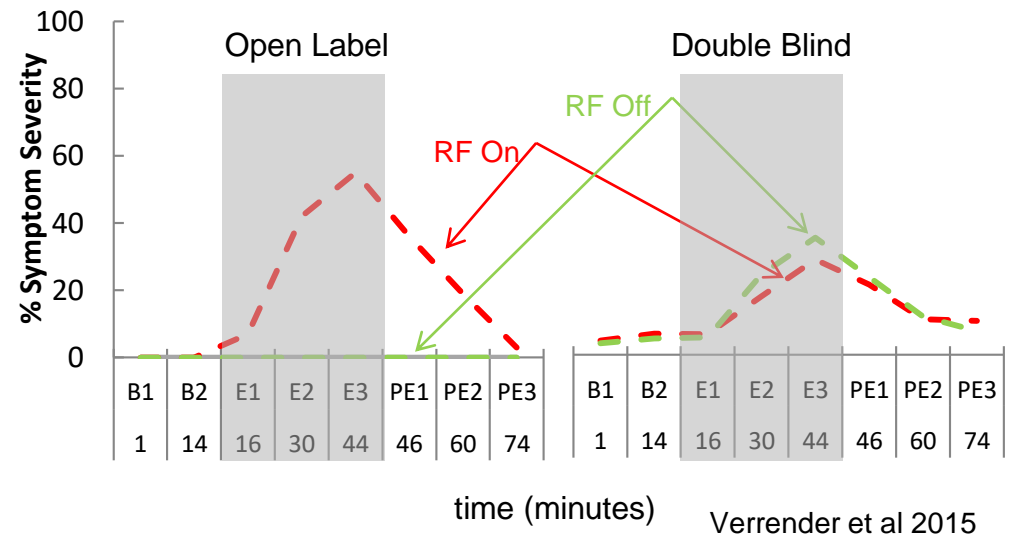 % Symptom Severity
100
80
60
40
20
0
Open Label
Double Blind
RF Off
RF On
B1 B2 E1 E2 E3 PE1 PE2 PE3
1 14 16 30 44 46 60 74
B1 B2 E1 E2 E3 PE1 PE2 PE3
1 14 16 30 44 46 60 74
time (minutes)
Verrender et al 2015